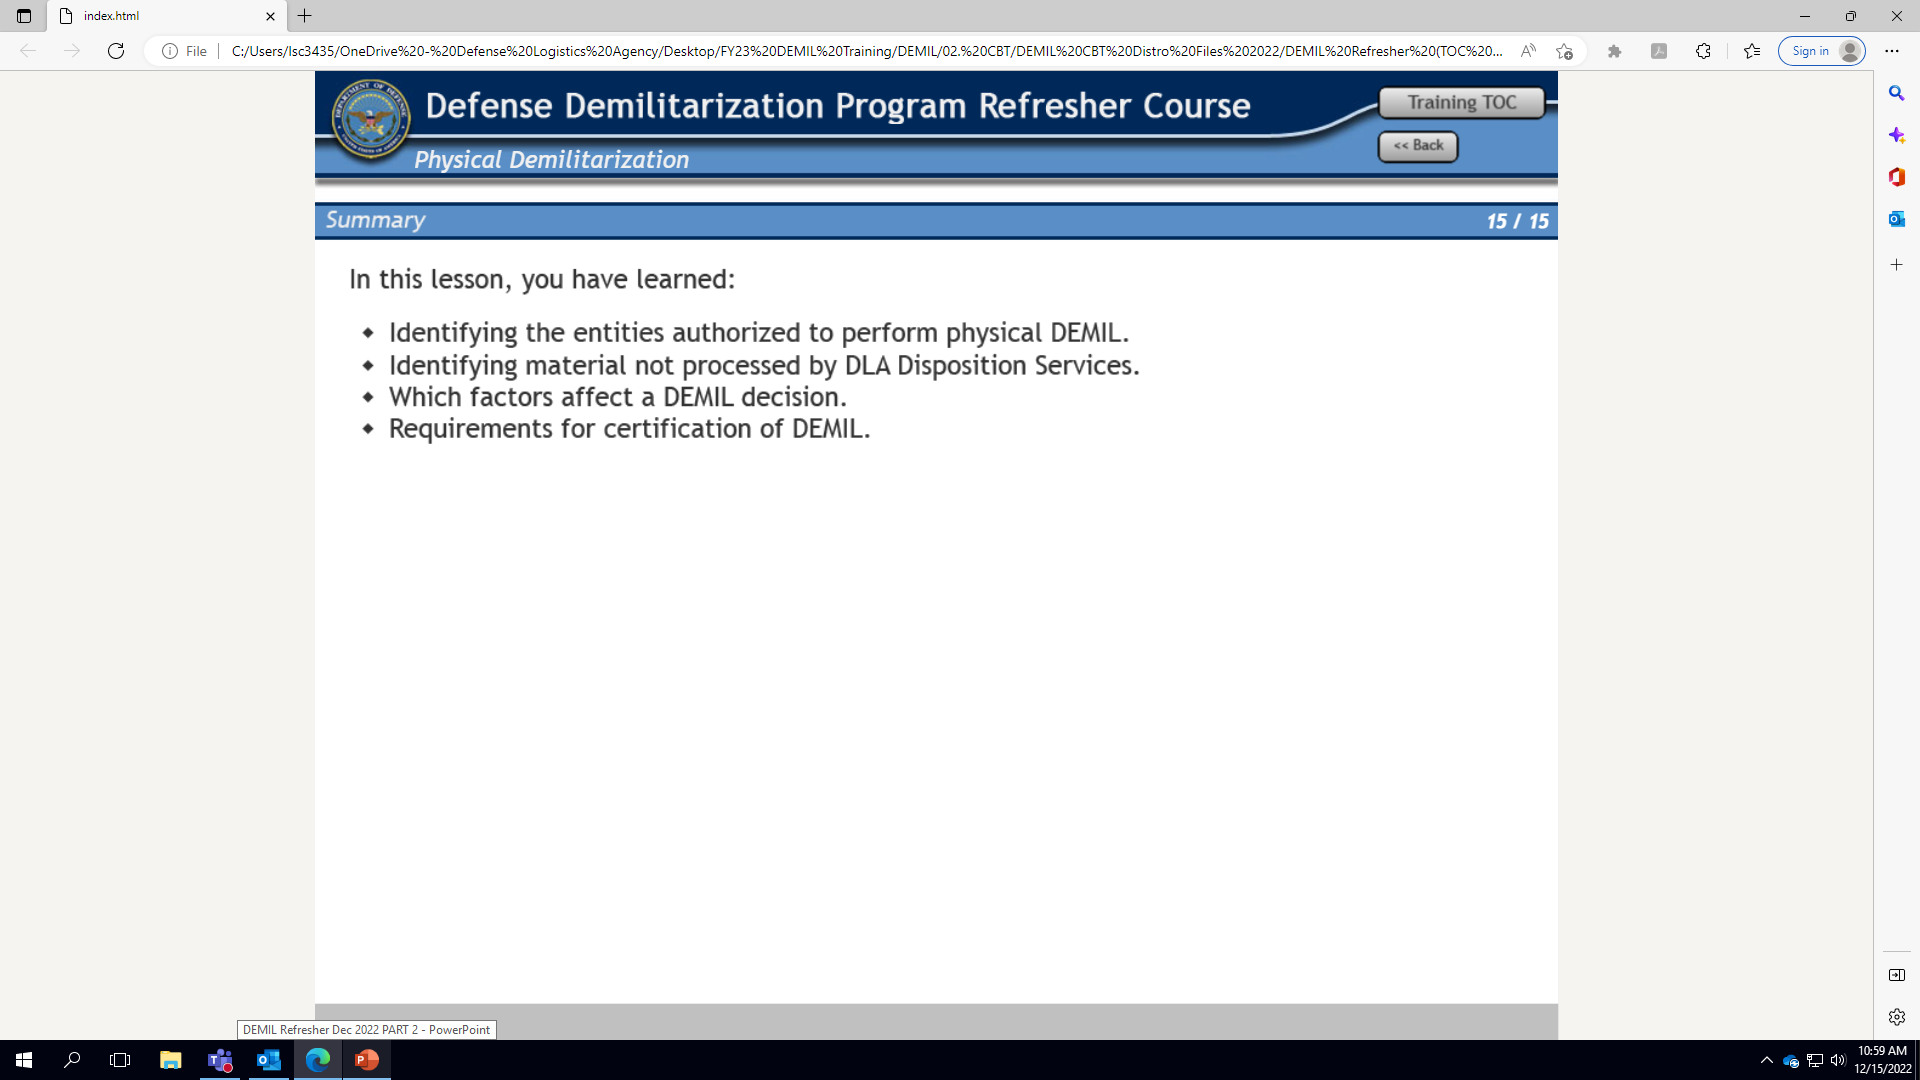 index.html
File
C:/Users/lsc3435/OneDrive%20-%20Defense%20Logistics%20Agency/Desktop/FY23%20DEMIL%20Training/DEMIL/02.%20CBT/DEMIL%20CBT%20Distro%20Files%202022/DEMIL%20Refresher%20(TOC%20...
Sign in
Defense Demilitarization Program Refresher Course
Training TOC
<< Back
Physical Demilitarization
Summary
15 / 15
In this lesson, you have learned:
Identifying the entities authorized to perform physical DEMIL.
Identifying material not processed by DLA Disposition Services.
Which factors affect a DEMIL decision.
Requirements for certification of DEMIL.
DEMIL Refresher Dec 2022 PART 2 - PowerPoint
10:59 AM
12/15/2022